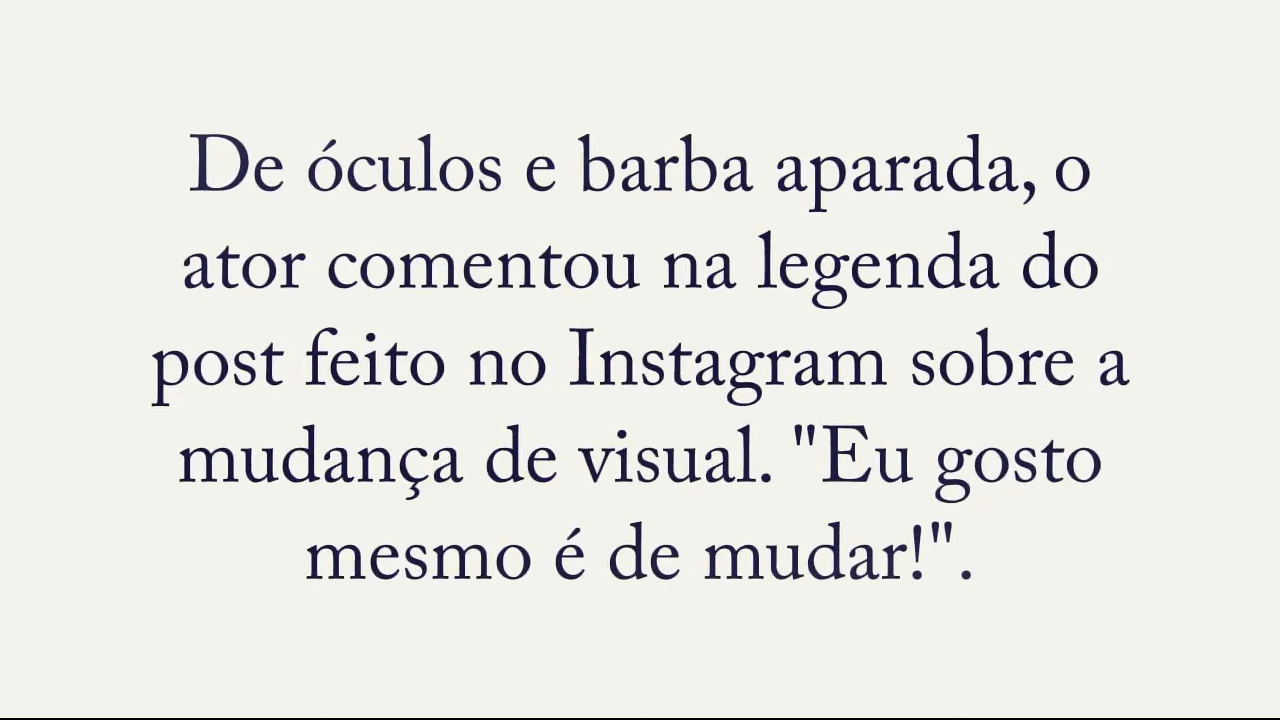 De óculos e barba aparada, o
ator comentou na legenda do
post feito no Instagram sobre a
mudança de visual. "Eu gosto
mesmo é de mudar!".